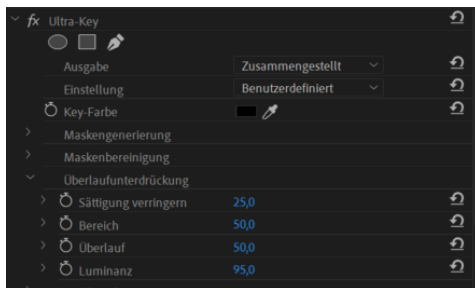 fx Ultra-Key
Ausgabe Zusammengestellt
Einstellung Benutzerdefiniert
Key-Farbe
Maskengenerierung
Maskenbereinigung
Überlaufunterdrückung
Sättigung verringern 25,0
Bereich 50,0
Überlauf 50,0
Luminanz 95,0